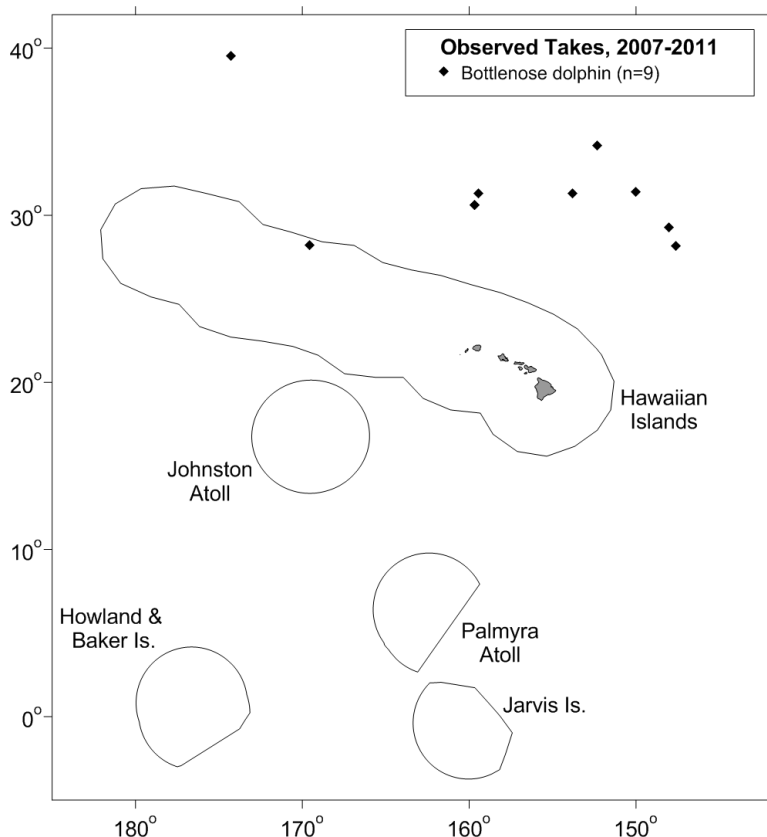 Observed Takes, 2007-2011
Bottlenose dolphin (n=9)
40°
30°
20°
10°
0°
Hawaiian
Islands
Johnston
Atoll
Howland &
Baker Is.
Palmyra
Atoll
Jarvis Is.
180°
170°
160°
150°